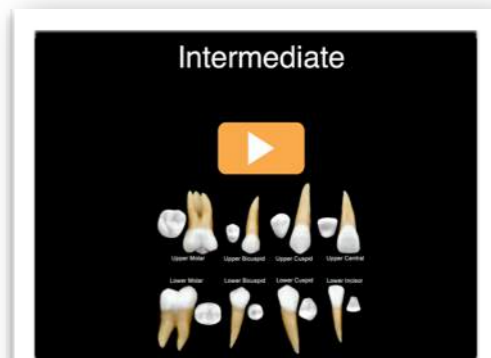 Intermediate
Upper Molar Upper Bicuspid Upper Cuspid Upper Central
Lower Molar Lower Bicuspid Lower Cuspid Lower Incisor